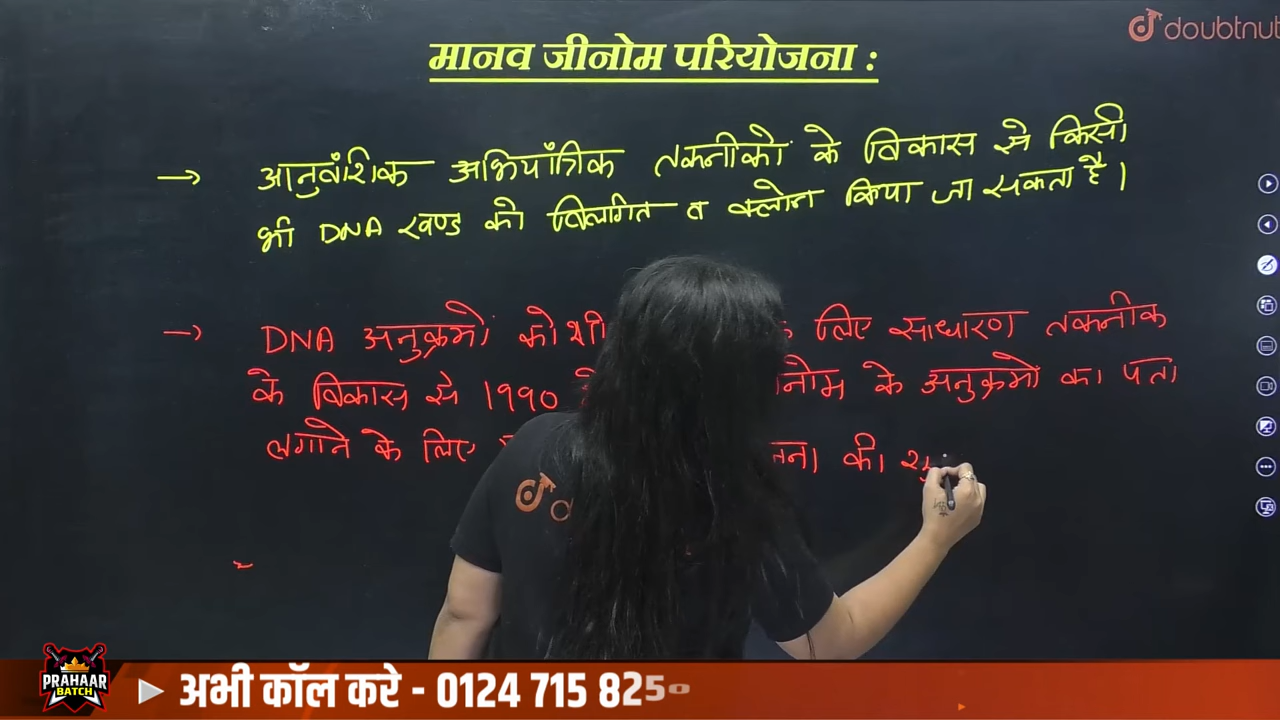 doubtnut
मानव जीनोम परियोजना :
→ आनुवंशिक अभियांत्रिक तकनीकों के विकास से किसी
भी DNA खण्ड को विलगित व क्लोन किया जा सकता है।
→ DNA अनुक्रमों को लिए साधारण तकनीक
के विकास से 1990 के अनुक्रमों का पता
लगाने के लिए की
PRAHAAR
BATCH
अभी कॉल करे - 0124 715 8250